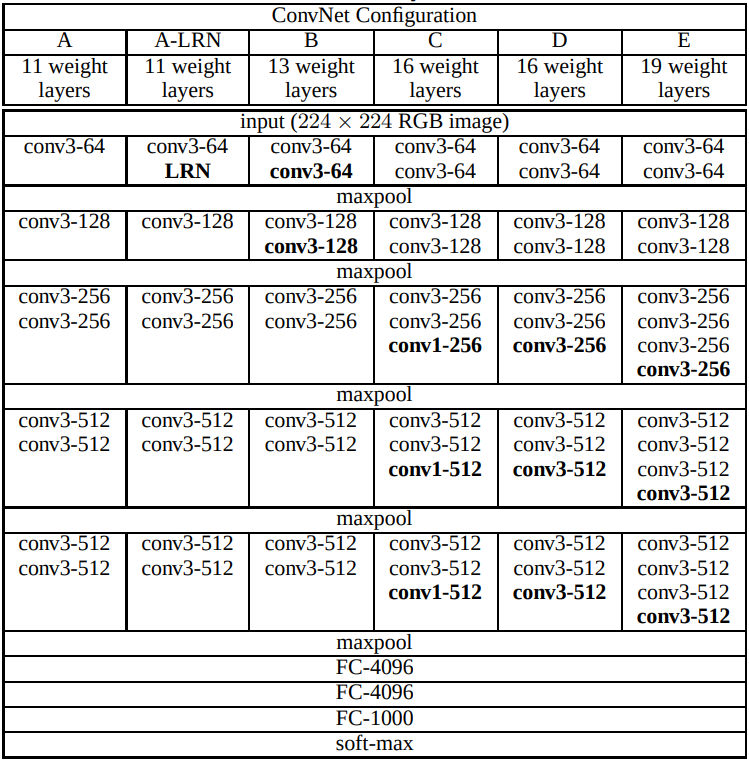 ConvNet Configuration
A A-LRN B C D E
11 weight 11 weight 13 weight 16 weight 16 weight 19 weight
layers layers layers layers layers layers
input (224 × 224 RGB image)
conv3-64 conv3-64 conv3-64 conv3-64 conv3-64 conv3-64
LRN conv3-64 conv3-64 conv3-64 conv3-64
maxpool
conv3-128 conv3-128 conv3-128 conv3-128 conv3-128 conv3-128
conv3-128 conv3-128 conv3-128 conv3-128
maxpool
conv3-256 conv3-256 conv3-256 conv3-256 conv3-256 conv3-256
conv3-256 conv3-256 conv3-256 conv3-256 conv3-256 conv3-256
conv1-256 conv3-256 conv3-256
conv3-256
maxpool
conv3-512 conv3-512 conv3-512 conv3-512 conv3-512 conv3-512
conv3-512 conv3-512 conv3-512 conv3-512 conv3-512 conv3-512
conv1-512 conv3-512 conv3-512
conv3-512
maxpool
conv3-512 conv3-512 conv3-512 conv3-512 conv3-512 conv3-512
conv3-512 conv3-512 conv3-512 conv3-512 conv3-512 conv3-512
conv1-512 conv3-512 conv3-512
conv3-512
maxpool
FC-4096
FC-4096
FC-1000
soft-max